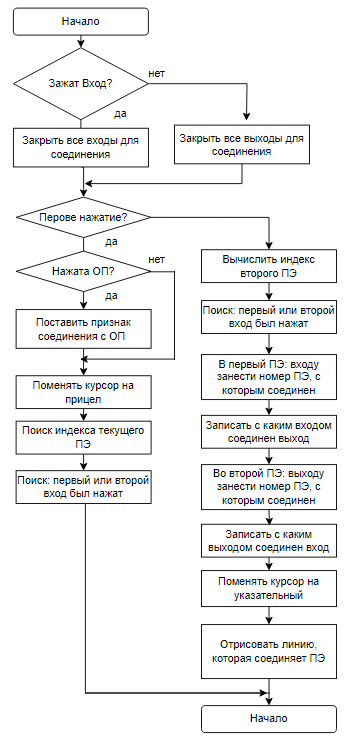 Начало
Зажат Вход?
нет
да
Закрыть все входы для
соединения
Закрыть все выходы для
соединения
Перове нажатие?
да
Нажата ОП?
нет
да
Поставить признак
соединения с ОП
Поменять курсор на
прицел
Поиск индекса текущего
ПЭ
Поиск: первый или второй
вход был нажат
Вычислить индекс
второго ПЭ
Поиск: первый или второй
вход был нажат
В первый ПЭ: входу
занести номер ПЭ, с
которым соединен
Записать с каким входом
соединен выход
Во второй ПЭ: выходу
занести номер ПЭ, с
которым соединен
Записать с каким
выходом соединен вход
Поменять курсор на
указательный
Отрисовать линию,
которая соединяет ПЭ
Начало